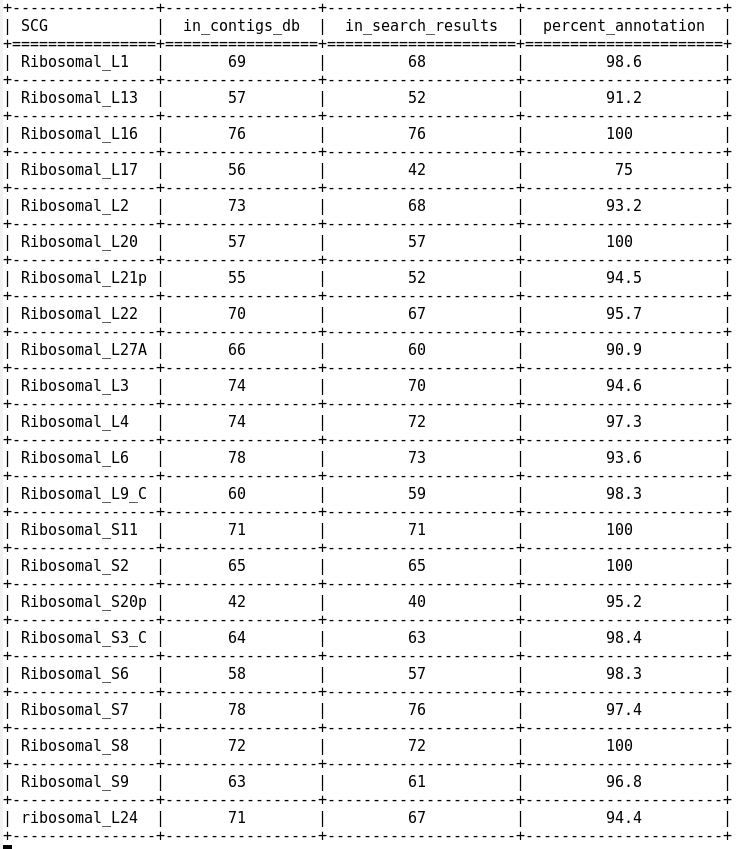 +----------------+-----------------+---------------------+----------------------+
| SCG            |  in_contigs_db  |  in_search_results  |  percent_annotation  |
+================+=================+=====================+======================+
| Ribosomal_L1   |       69        |         68          |         98.6         |
+----------------+-----------------+---------------------+----------------------+
| Ribosomal_L13  |       57        |         52          |         91.2         |
+----------------+-----------------+---------------------+----------------------+
| Ribosomal_L16  |       76        |         76          |         100          |
+----------------+-----------------+---------------------+----------------------+
| Ribosomal_L17  |       56        |         42          |          75          |
+----------------+-----------------+---------------------+----------------------+
| Ribosomal_L2   |       73        |         68          |         93.2         |
+----------------+-----------------+---------------------+----------------------+
| Ribosomal_L20  |       57        |         57          |         100          |
+----------------+-----------------+---------------------+----------------------+
| Ribosomal_L21p |       55        |         52          |         94.5         |
+----------------+-----------------+---------------------+----------------------+
| Ribosomal_L22  |       70        |         67          |         95.7         |
+----------------+-----------------+---------------------+----------------------+
| Ribosomal_L27A |       66        |         60          |         90.9         |
+----------------+-----------------+---------------------+----------------------+
| Ribosomal_L3   |       74        |         70          |         94.6         |
+----------------+-----------------+---------------------+----------------------+
| Ribosomal_L4   |       74        |         72          |         97.3         |
+----------------+-----------------+---------------------+----------------------+
| Ribosomal_L6   |       78        |         73          |         93.6         |
+----------------+-----------------+---------------------+----------------------+
| Ribosomal_L9_C |       60        |         59          |         98.3         |
+----------------+-----------------+---------------------+----------------------+
| Ribosomal_S11  |       71        |         71          |         100          |
+----------------+-----------------+---------------------+----------------------+
| Ribosomal_S2   |       65        |         65          |         100          |
+----------------+-----------------+---------------------+----------------------+
| Ribosomal_S20p |       42        |         40          |         95.2         |
+----------------+-----------------+---------------------+----------------------+
| Ribosomal_S3_C |       64        |         63          |         98.4         |
+----------------+-----------------+---------------------+----------------------+
| Ribosomal_S6   |       58        |         57          |         98.3         |
+----------------+-----------------+---------------------+----------------------+
| Ribosomal_S7   |       78        |         76          |         97.4         |
+----------------+-----------------+---------------------+----------------------+
| Ribosomal_S8   |       72        |         72          |         100          |
+----------------+-----------------+---------------------+----------------------+
| Ribosomal_S9   |       63        |         61          |         96.8         |
+----------------+-----------------+---------------------+----------------------+
| ribosomal_L24  |       71        |         67          |         94.4         |
+----------------+-----------------+---------------------+----------------------+